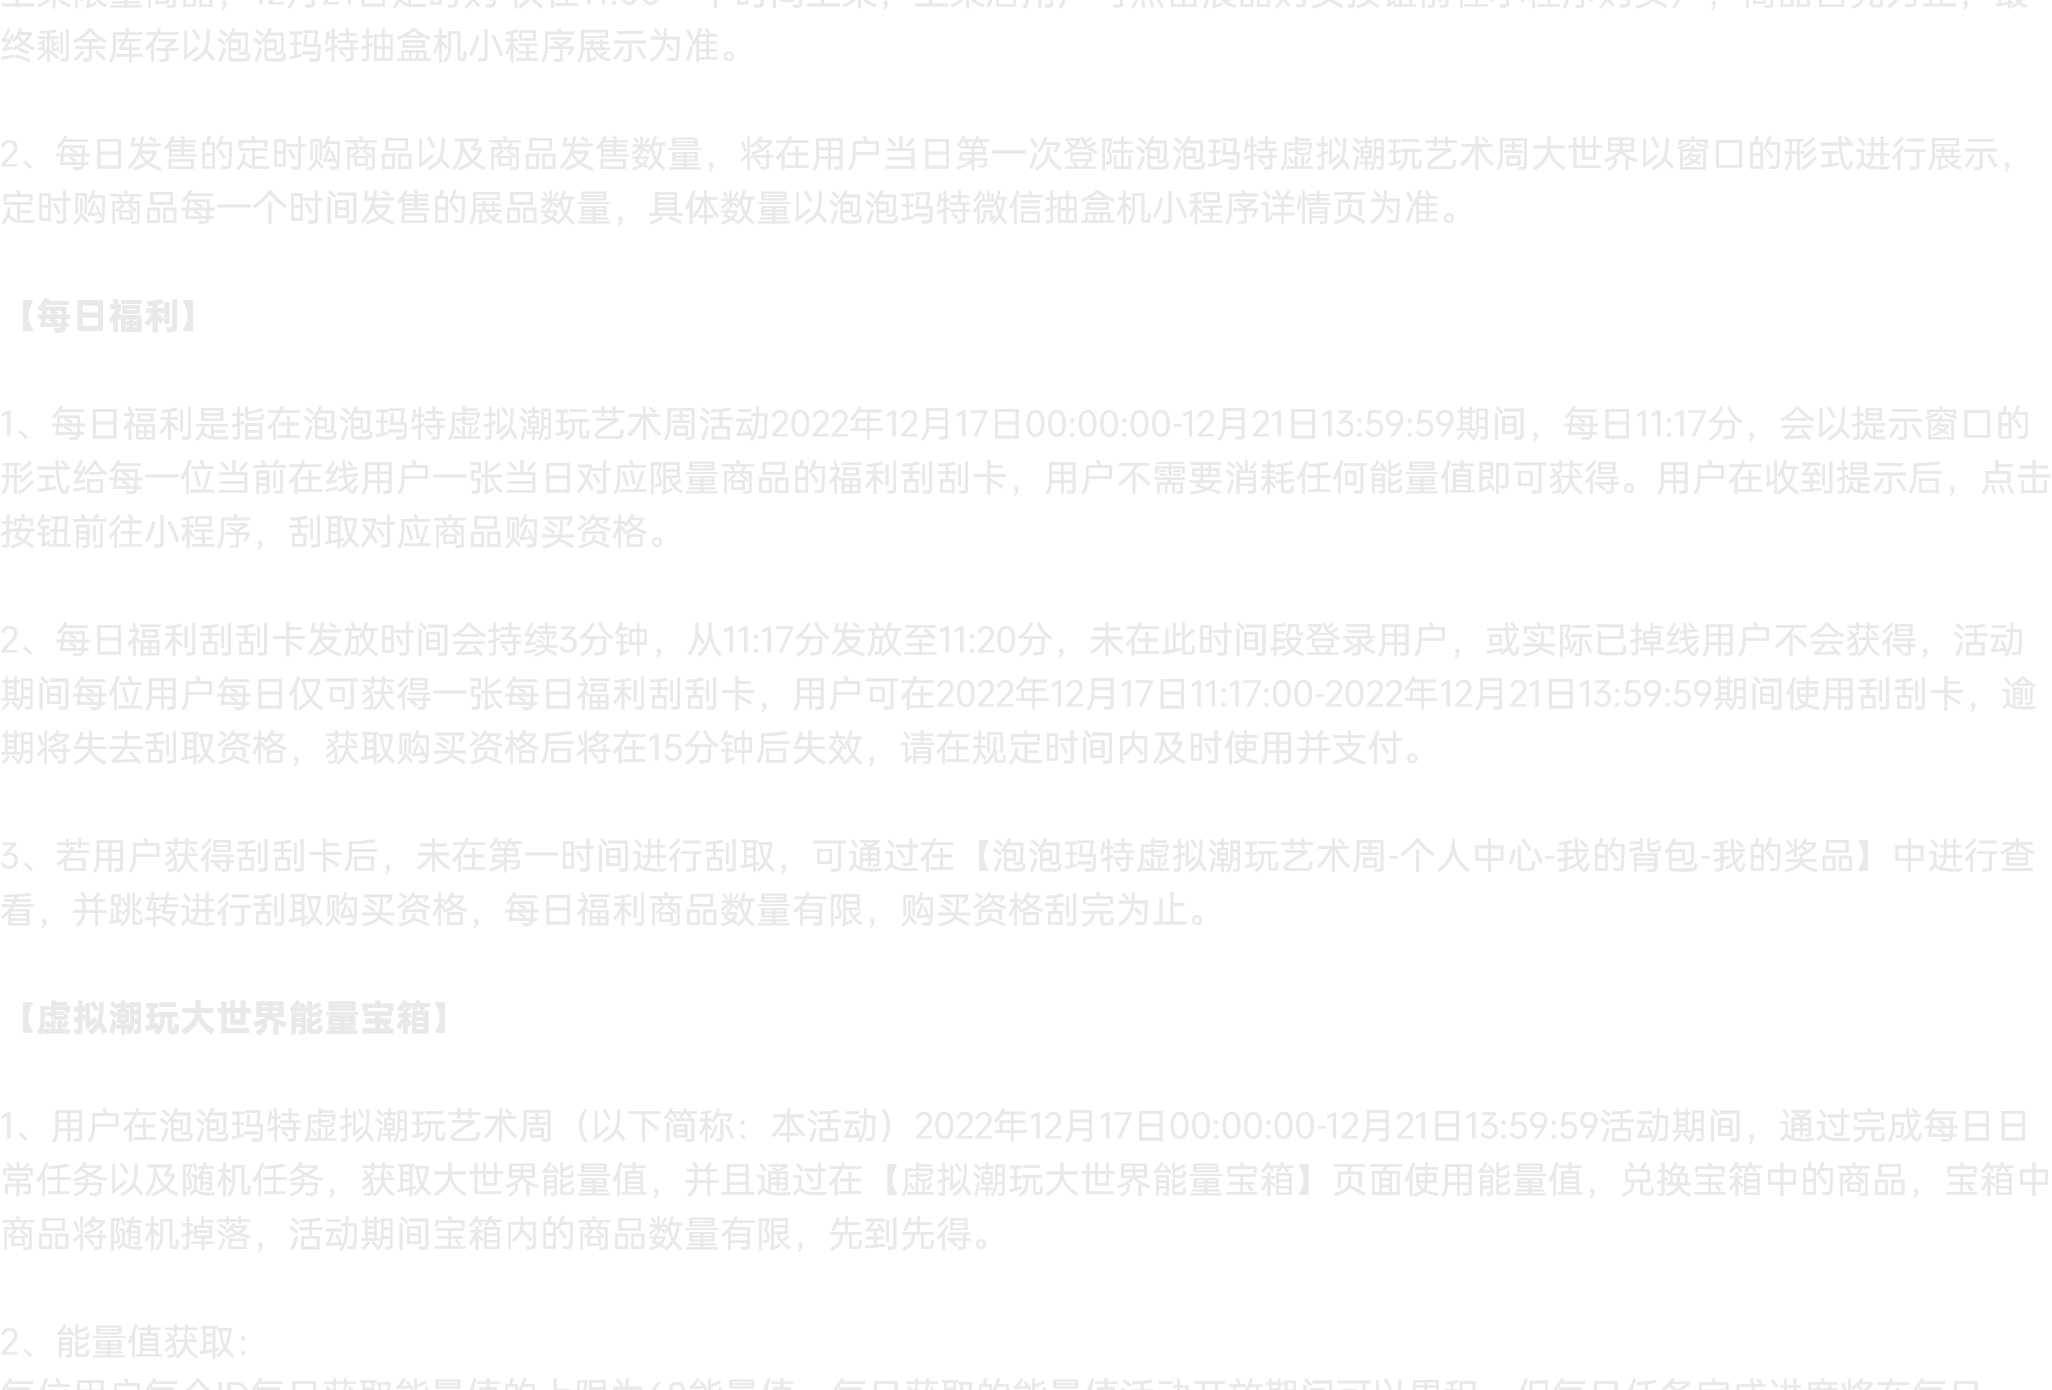 终剩余库存以泡泡玛特抽盒机小程序展示为准。
2、每日发售的定时购商品以及商品发售数量，将在用户当日第一次登陆泡泡玛特虚拟潮玩艺术周大世界以窗口的形式进行展示，
定时购商品每一个时间发售的展品数量，具体数量以泡泡玛特微信抽盒机小程序详情页为准。
【每日福利】
1、每日福利是指在泡泡玛特虚拟潮玩艺术周活动2022年12月17日00:00:00-12月21日13:59:59期间，每日11:17分，会以提示窗口的
形式给每一位当前在线用户一张当日对应限量商品的福利刮刮卡，用户不需要消耗任何能量值即可获得。用户在收到提示后，点击
按钮前往小程序，刮取对应商品购买资格。
2、每日福利刮刮卡发放时间会持续3分钟，从11:17分发放至11:20分，未在此时间段登录用户，或实际已掉线用户不会获得，活动
期间每位用户每日仅可获得一张每日福利刮刮卡，用户可在2022年12月17日11:17:00-2022年12月21日13:59:59期间使用刮刮卡，逾
期将失去刮取资格，获取购买资格后将在15分钟后失效，请在规定时间内及时使用并支付。
3、若用户获得刮刮卡后，未在第一时间进行刮取，可通过在【泡泡玛特虚拟潮玩艺术周-个人中心-我的背包-我的奖品】中进行查
看，并跳转进行刮取购买资格，每日福利商品数量有限，购买资格刮完为止。
【虚拟潮玩大世界能量宝箱】
1、用户在泡泡玛特虚拟潮玩艺术周（以下简称：本活动）2022年12月17日00:00:00-12月21日13:59:59活动期间，通过完成每日日
常任务以及随机任务，获取大世界能量值，并且通过在【虚拟潮玩大世界能量宝箱】页面使用能量值，兑换宝箱中的商品，宝箱中
商品将随机掉落，活动期间宝箱内的商品数量有限，先到先得。
2、能量值获取：